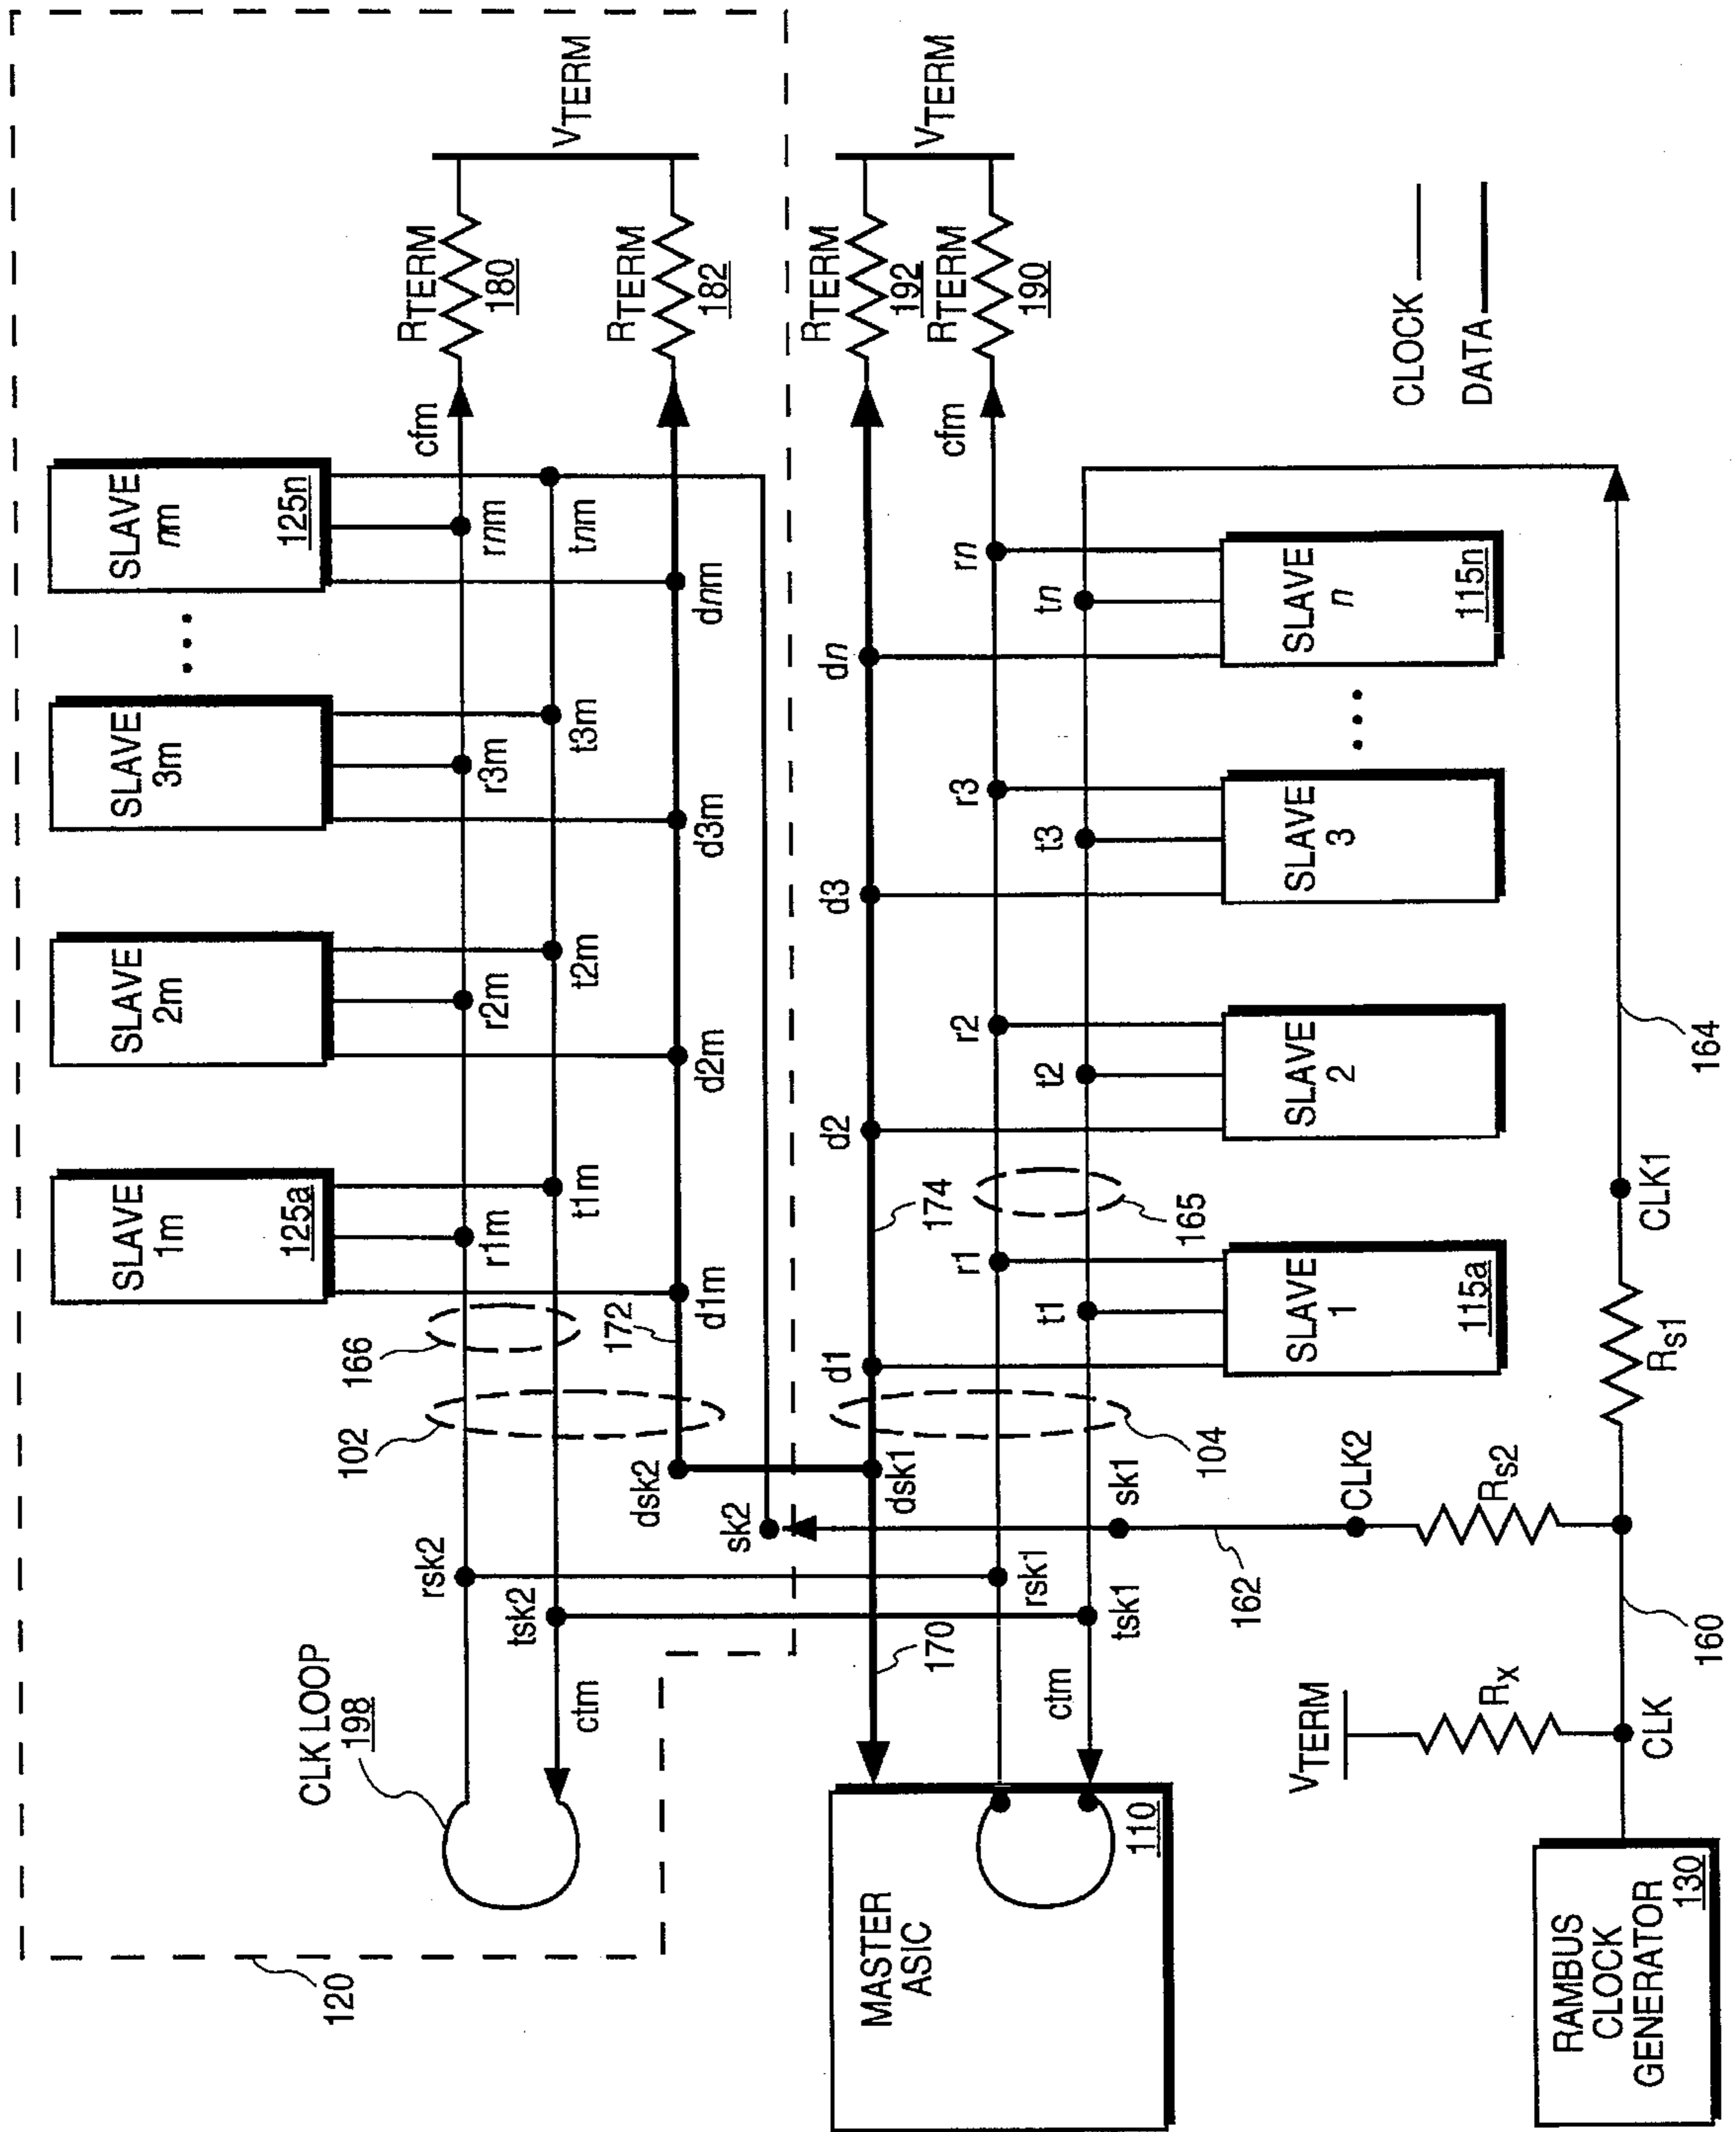 SLAVE
1m
125a
SLAVE
2m
SLAVE
3m
SLAVE
nm
125n
CLK LOOP
198
166
102
172
120
rsk2
tsk2
ctm
dsk2
sk2
r1m
t1m
d1m
r2m
t2m
d2m
r3m
t3m
d3m
rnm
tnm
dnm
cfm
RTERM
180
RTERM
182
VTERM
MASTER
ASIC
110
170
ctm
rsk1
tsk1
dsk1
sk1
104
174
165
d1
r1
t1
d2
r2
t2
d3
r3
t3
dn
rn
tn
cfm
RTERM
192
RTERM
190
VTERM
SLAVE
1
115a
SLAVE
2
SLAVE
3
SLAVE
n
115n
CLOCK
DATA
RAMBUS
CLOCK
GENERATOR
130
VTERM
RX
CLK
160
162
CLK2
RS2
RS1
CLK1
164